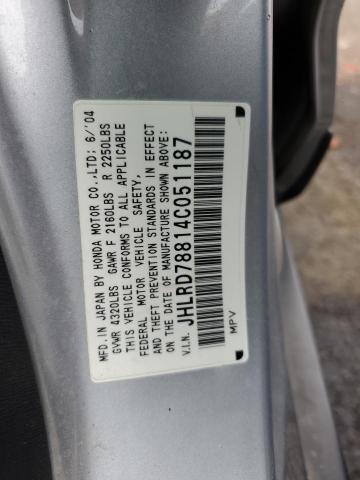 MFD. IN JAPAN BY HONDA MOTOR CO., LTD; 6/'04
GVWR 4320LBS GAWR F 2160LBS R 2250LBS
THIS VEHICLE CONFORMS TO ALL APPLICABLE
FEDERAL MOTOR VEHICLE SAFETY,
AND THEFT PREVENTION STANDARDS IN EFFECT
ON THE DATE OF MANUFACTURE SHOWN ABOVE:
V.I.N. JHLRD78814C051187
MPV